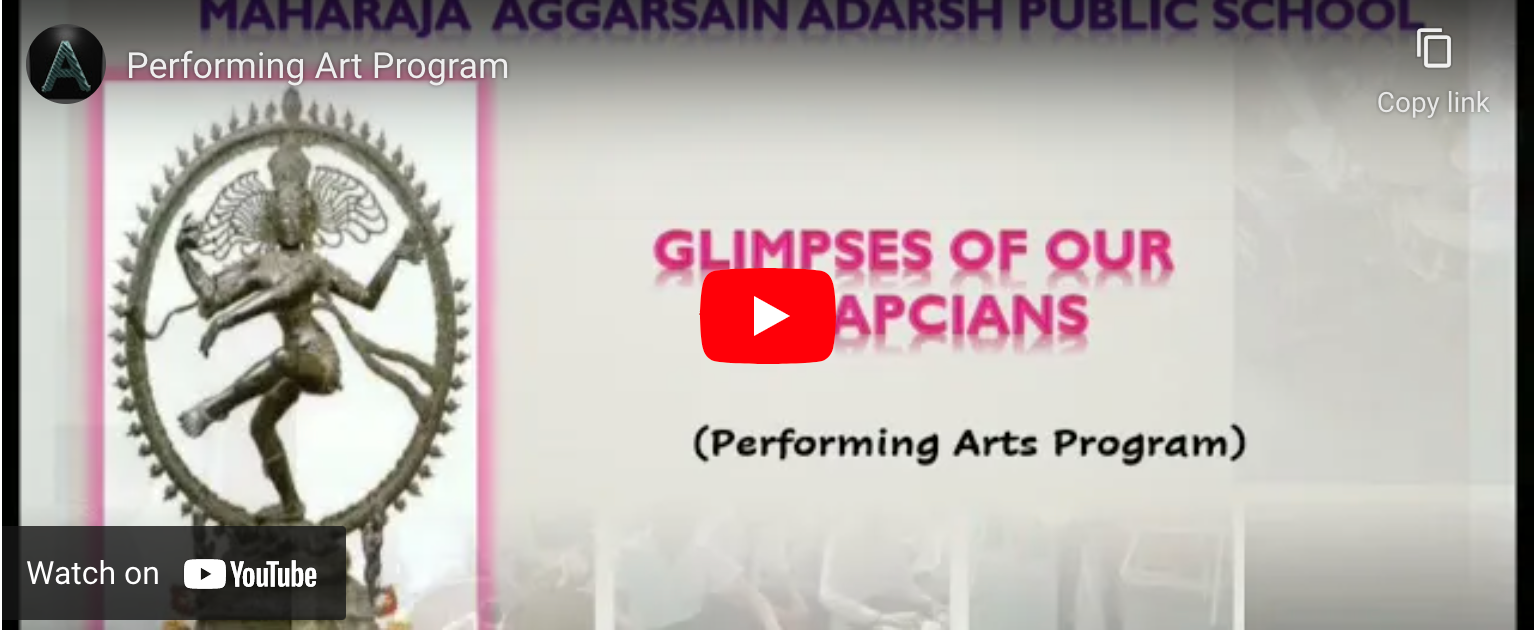 MAHARAJA AGGARSAIN ADARSH PUBLIC SCHOOL
A
Performing Art Program
Copy link
GLIMPSES OF OUR
APCIANS
(Performing Arts Program)
Watch on YouTube